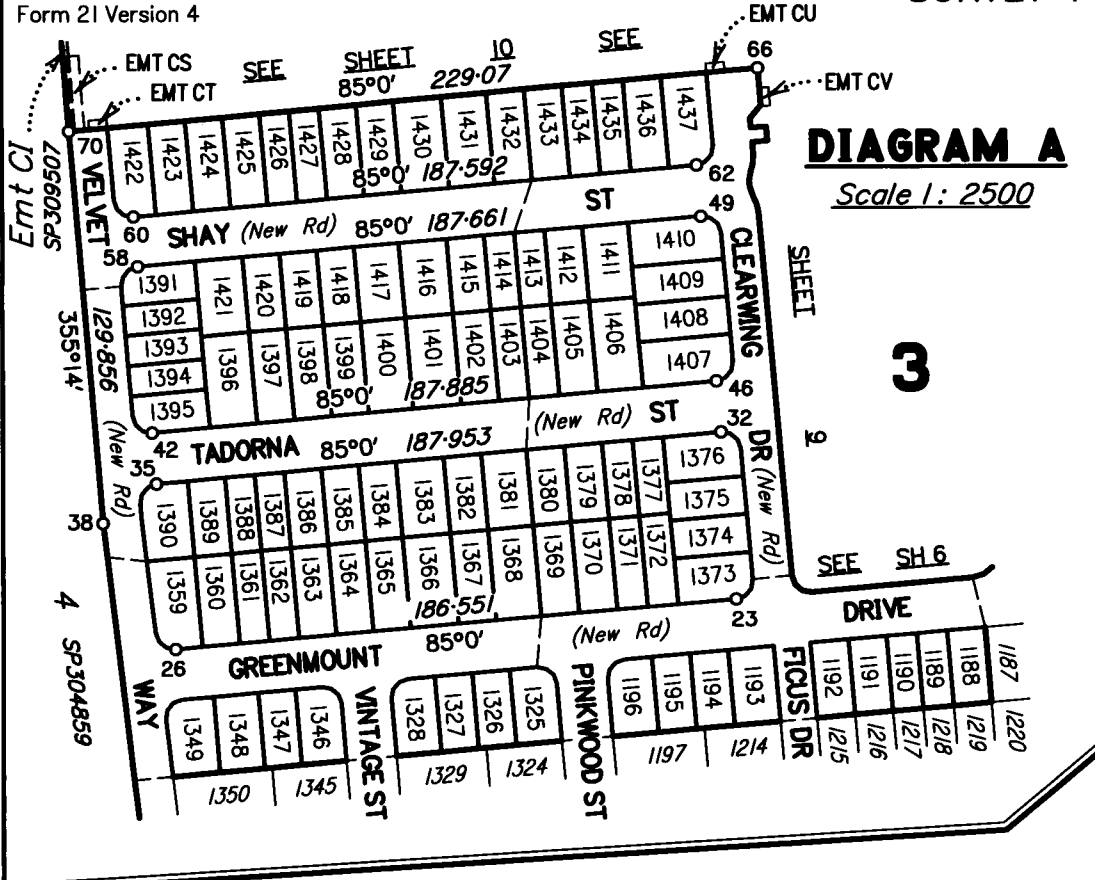 Form 21 Version 4
EMT CU
66
EMT CS
SEE SHEET 10 SEE
EMT CT
85°0' 229·07
EMT CV
Emt CI
SP309507
70
VELVET
1422 1423 1424 1425 1426 1427 1428 1429 1430 1431 1432 1433 1434 1435 1436 1437
DIAGRAM A
Scale 1: 2500
85°0' 187·592
62
60
SHAY (New Rd) 85°0' 187·661 ST
49
58
1391
1421 1420 1419 1418 1417 1416 1415 1414 1413 1412 1411
1410
CLEARWING
SHEET
1392
1409
1393
1408
1394
1396 1397 1398 1399 1400 1401 1402 1403 1404 1405 1406
1407
3
1395
355°14'
129·856
85°0' 187·885
46
42
TADORNA 85°0' 187·953 (New Rd) ST
32
DR
9
(New Rd)
35
38
1390 1389 1388 1387 1386 1385 1384 1383 1382 1381 1380 1379 1378 1377
1376
1375
(New Rd)
1359 1360 1361 1362 1363 1364 1365 1366 1367 1368 1369 1370 1371 1372
1374
1373
SEE SH 6
186·551
23
DRIVE
4
SP304859
26
GREENMOUNT 85°0' (New Rd)
WAY
1349 1348 1347 1346
VINTAGE ST
1328 1327 1326 1325
PINKWOOD ST
1196 1195 1194 1193
FICUS DR
1192 1191 1190 1189 1188
1187
1350 1345 1329 1324 1197 1214 1215 1216 1217 1218 1219 1220